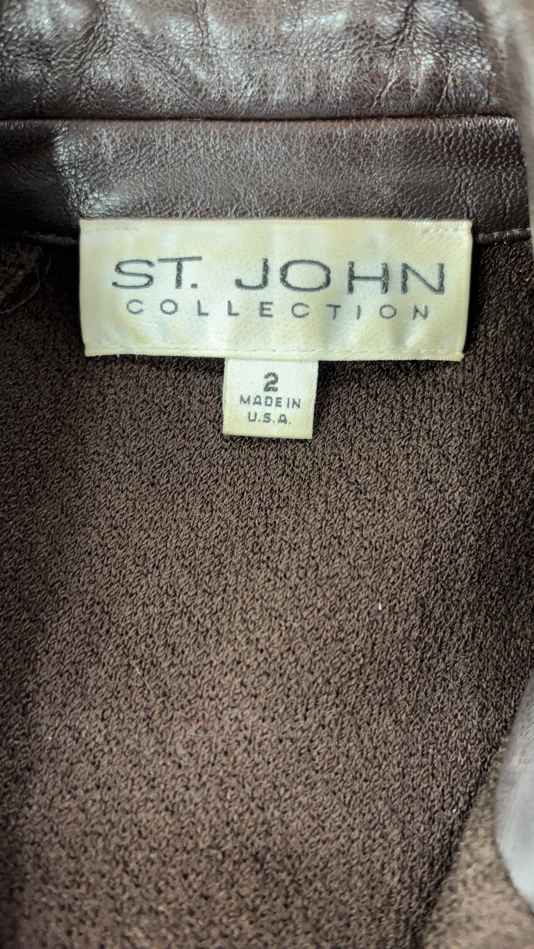 ST. JOHN
COLLECTION
2
MADE IN
U.S.A.